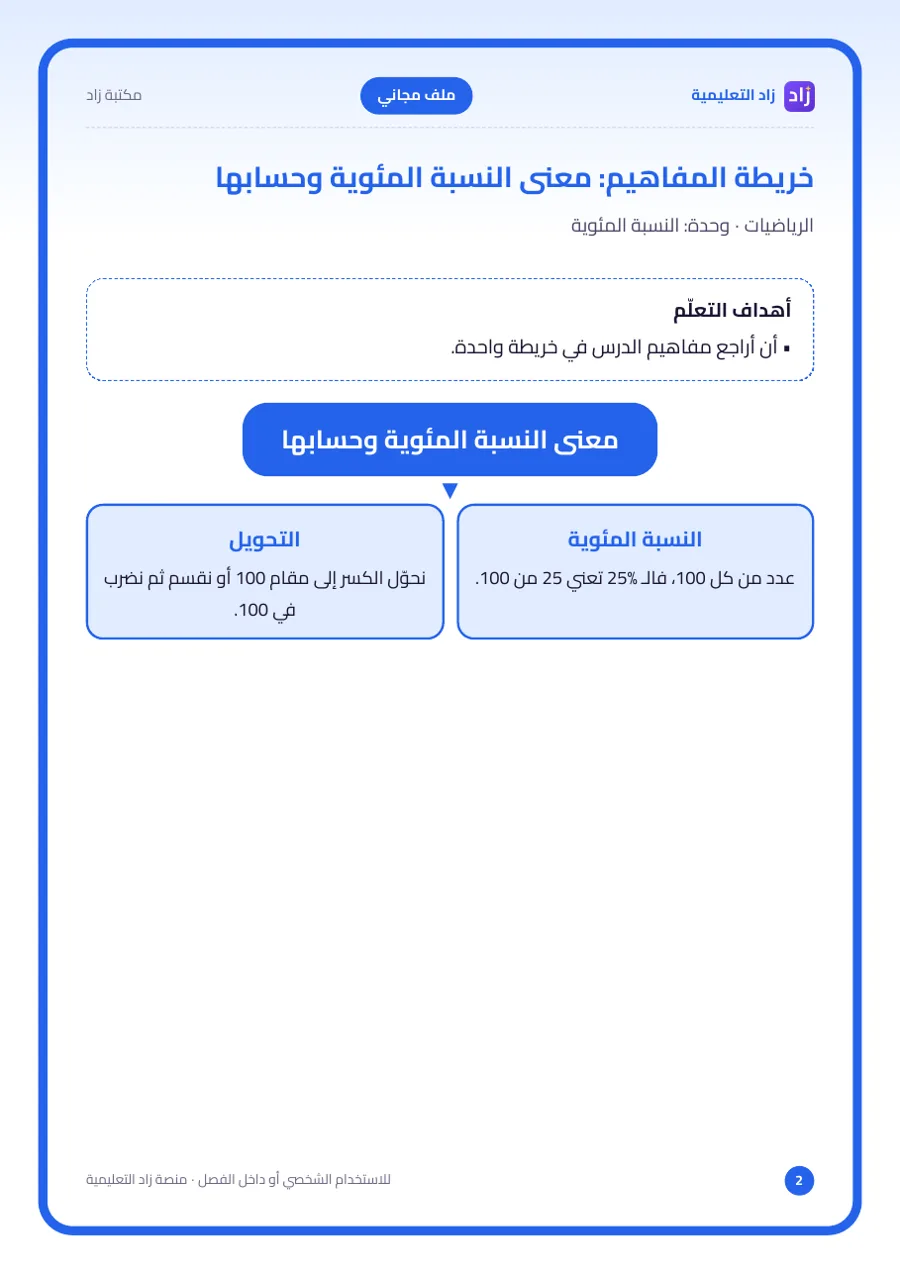 زاد
زاد التعليمية
ملف مجاني
مكتبة زاد
خريطة المفاهيم: معنى النسبة المئوية وحسابها
الرياضيات · وحدة: النسبة المئوية
أهداف التعلّم
▪ أن أراجع مفاهيم الدرس في خريطة واحدة.
معنى النسبة المئوية وحسابها
النسبة المئوية
عدد من كل 100، فالـ 25% تعني 25 من 100.
التحويل
نحوّل الكسر إلى مقام 100 أو نقسم ثم نضرب
في 100.
2
للاستخدام الشخصي أو داخل الفصل · منصة زاد التعليمية